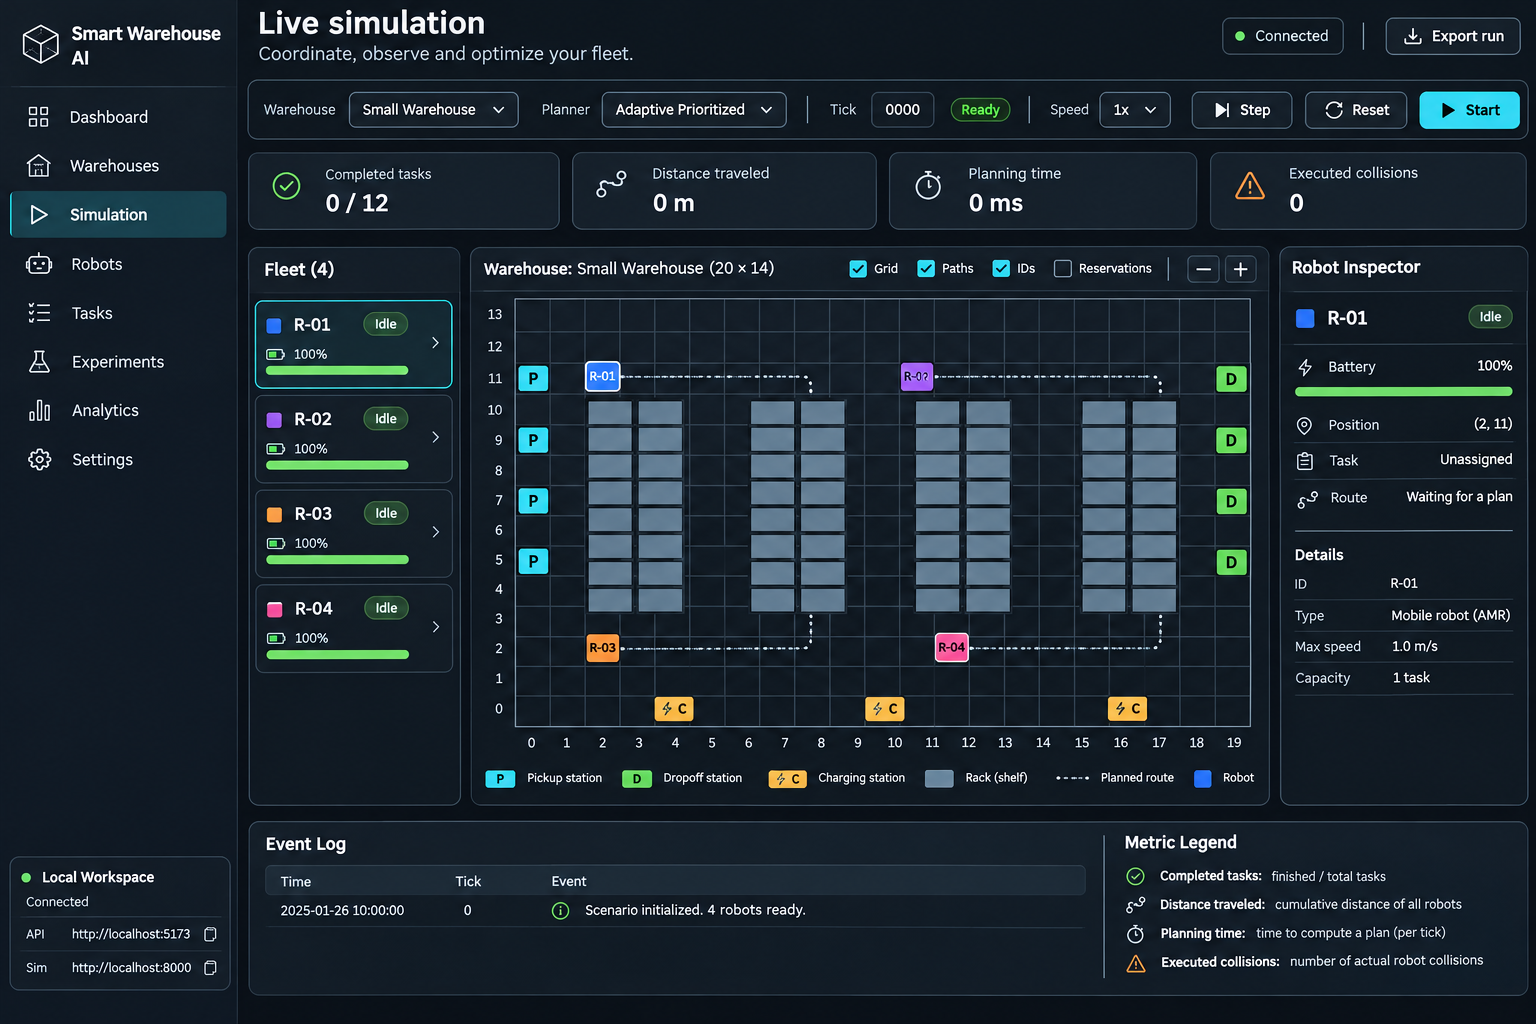 Smart Warehouse
AI
Dashboard
Warehouses
Simulation
Robots
Tasks
Experiments
Analytics
Settings
Local Workspace
Connected
API http://localhost:5173
Sim http://localhost:8000
Live simulation
Coordinate, observe and optimize your fleet.
Connected
Export run
Warehouse Small Warehouse Planner Adaptive Prioritized Tick 0000 Ready Speed 1x Step Reset Start
Completed tasks
0 / 12
Distance traveled
0 m
Planning time
0 ms
Executed collisions
0
Fleet (4)
R-01 Idle
100%
R-02 Idle
100%
R-03 Idle
100%
R-04 Idle
100%
Warehouse: Small Warehouse (20 × 14) Grid Paths IDs Reservations
13
12
11 P R-01 D
10
9 P D
8
7 P D
6
5 P D
4
3
2 R-03 R-04
1
0 C C C
0 1 2 3 4 5 6 7 8 9 10 11 12 13 14 15 16 17 18 19
P Pickup station D Dropoff station C Charging station Rack (shelf) Planned route Robot
Robot Inspector
R-01 Idle
Battery 100%
Position (2, 11)
Task Unassigned
Route Waiting for a plan
Details
ID R-01
Type Mobile robot (AMR)
Max speed 1.0 m/s
Capacity 1 task
Event Log
Time Tick Event
2025-01-26 10:00:00 0 Scenario initialized. 4 robots ready.
Metric Legend
Completed tasks: finished / total tasks
Distance traveled: cumulative distance of all robots
Planning time: time to compute a plan (per tick)
Executed collisions: number of actual robot collisions